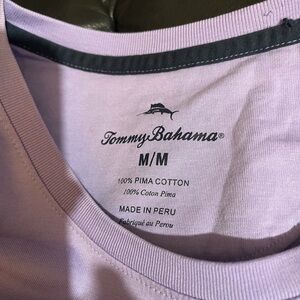 Tommy Bahama®
M/M
100% PIMA COTTON
100% Coton Pima
MADE IN PERU
Fabriqué au Perou